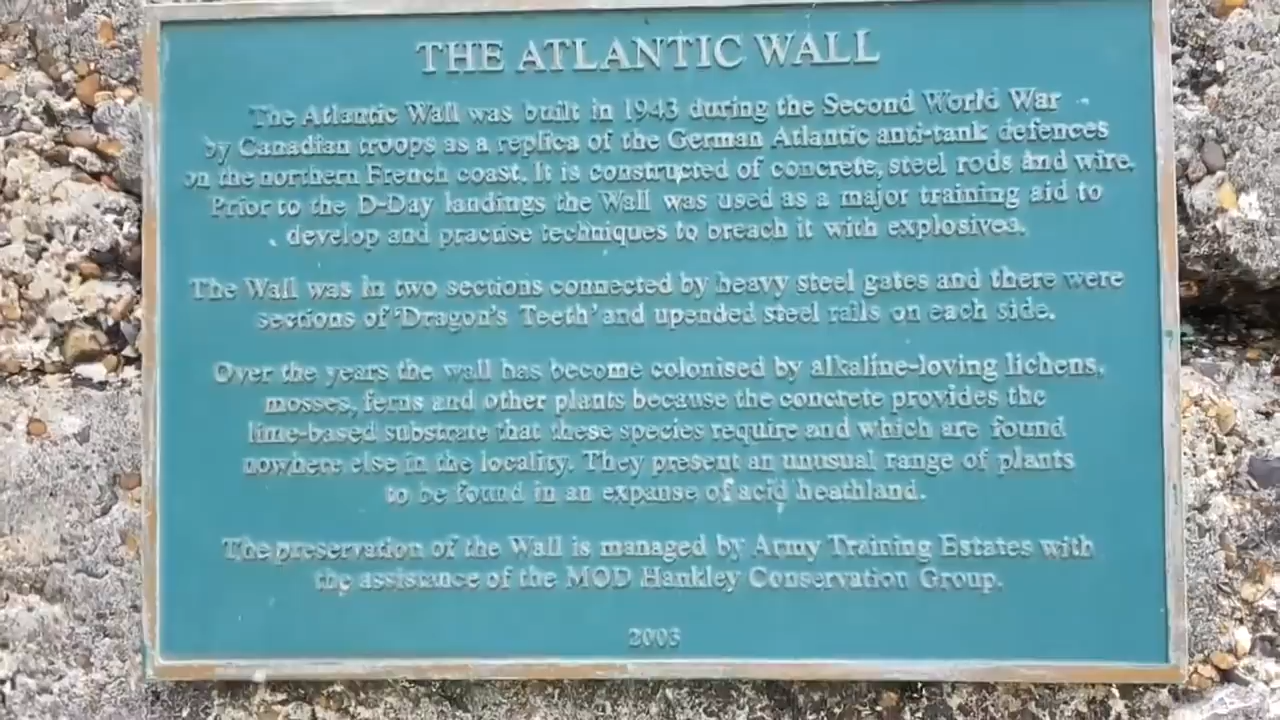 THE ATLANTIC WALL
The Atlantic Wall was built in 1943 during the Second World War
by Canadian troops as a replica of the German Atlantic anti-tank defences
on the northern French coast. It is constructed of concrete, steel rods and wire.
Prior to the D-Day landings the Wall was used as a major training aid to
develop and practise techniques to breach it with explosives.
The Wall was in two sections connected by heavy steel gates and there were
sections of 'Dragon's Teeth' and upended steel rails on each side.
Over the years the wall has become colonised by alkaline-loving lichens,
mosses, ferns and other plants because the concrete provides the
lime-based substrate that these species require and which are found
nowhere else in the locality. They present an unusual range of plants
to be found in an expanse of acid heathland.
The preservation of the Wall is managed by Army Training Estates with
the assistance of the MOD Hankley Conservation Group.
2003